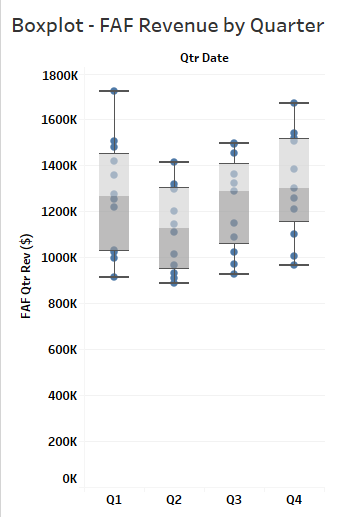 Boxplot - FAF Revenue by Quarter
Qtr Date
1800K
1600K
1400K
1200K
1000K
800K
600K
400K
200K
0K
FAF Qtr Rev ($)
Q1 Q2 Q3 Q4